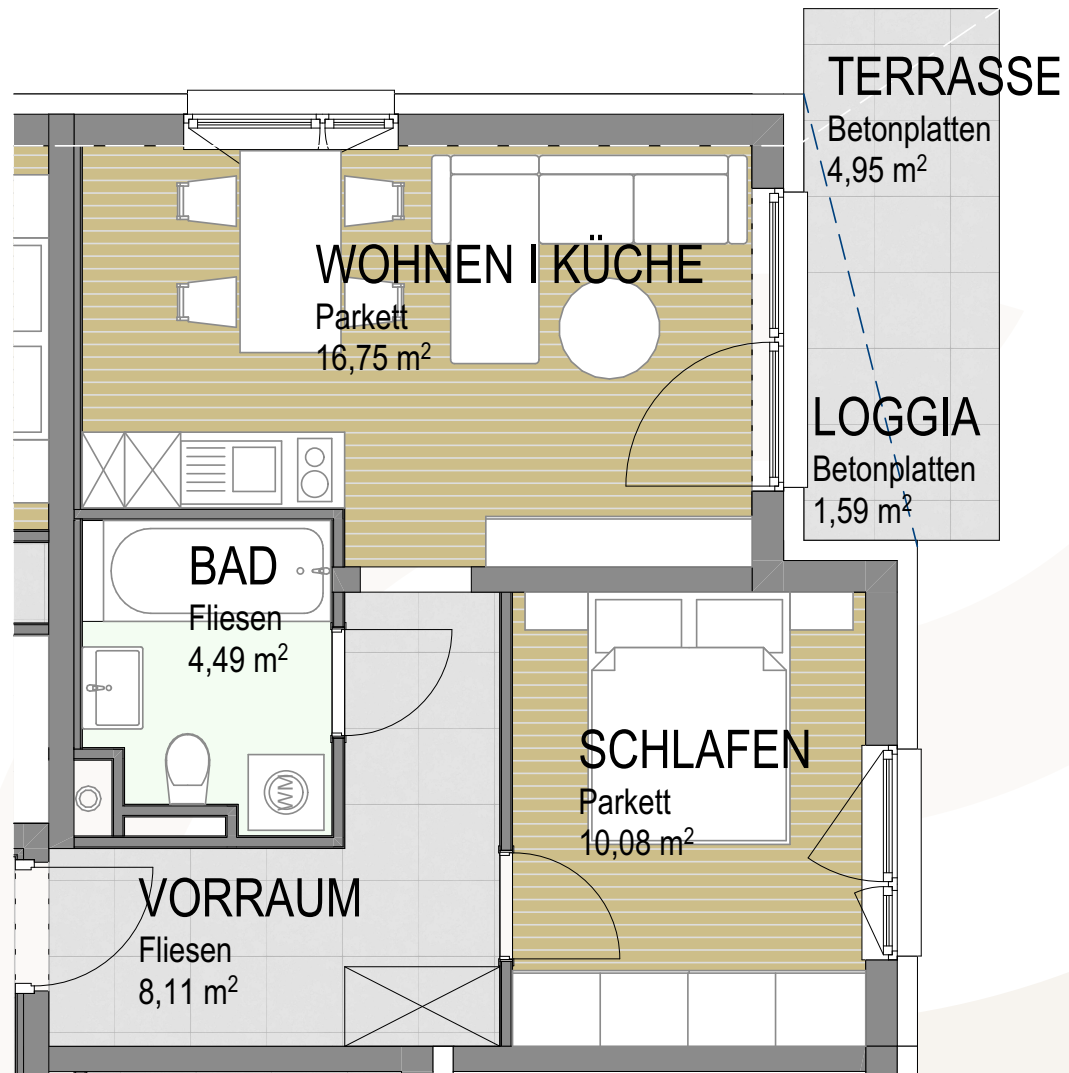 TERRASSE
Betonplatten
4,95 m²
WOHNEN I KÜCHE
Parkett
16,75 m²
LOGGIA
Betonplatten
1,59 m²
BAD
Fliesen
4,49 m²
SCHLAFEN
Parkett
10,08 m²
VORRAUM
Fliesen
8,11 m²